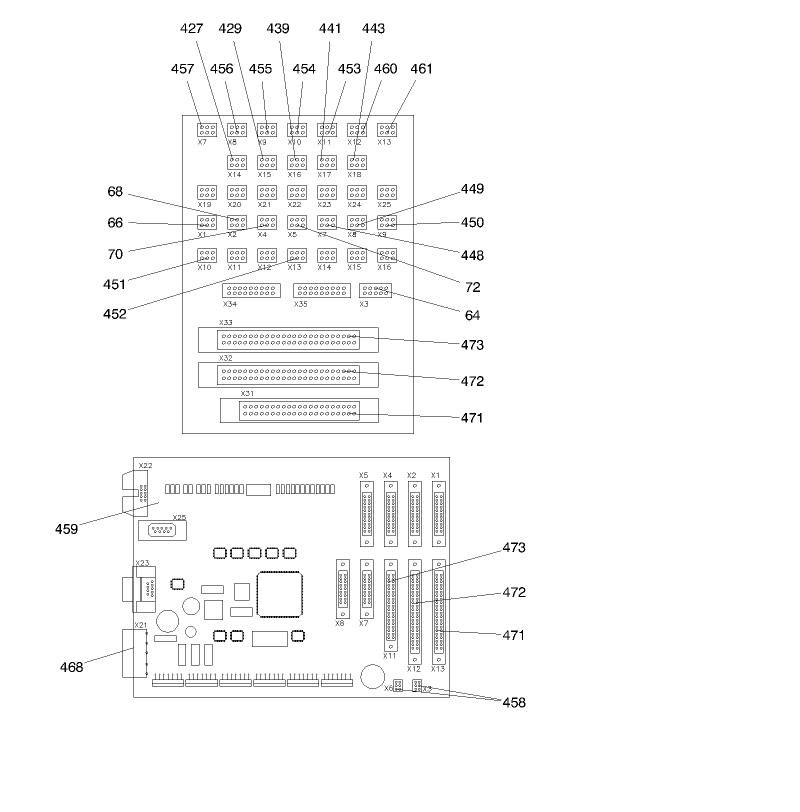 427 429 439 441 443
457 456 455 454 453 460 461
X7 X8 X9 X10 X11 X12 X13
X14 X15 X16 X17 X18
X19 X20 X21 X22 X23 X24 X25
68 449
66 450
X1 X2 X4 X5 X7 X8 X9
70 448
X10 X11 X12 X13 X14 X15 X16
451 72
452 64
X34 X35 X3
X33
473
X32
472
X31
471
X22 X5 X4 X2 X1
459
X25
473
X23
472
X8 X7
X21 471
X11
468 X12 X13
X6 X3
458